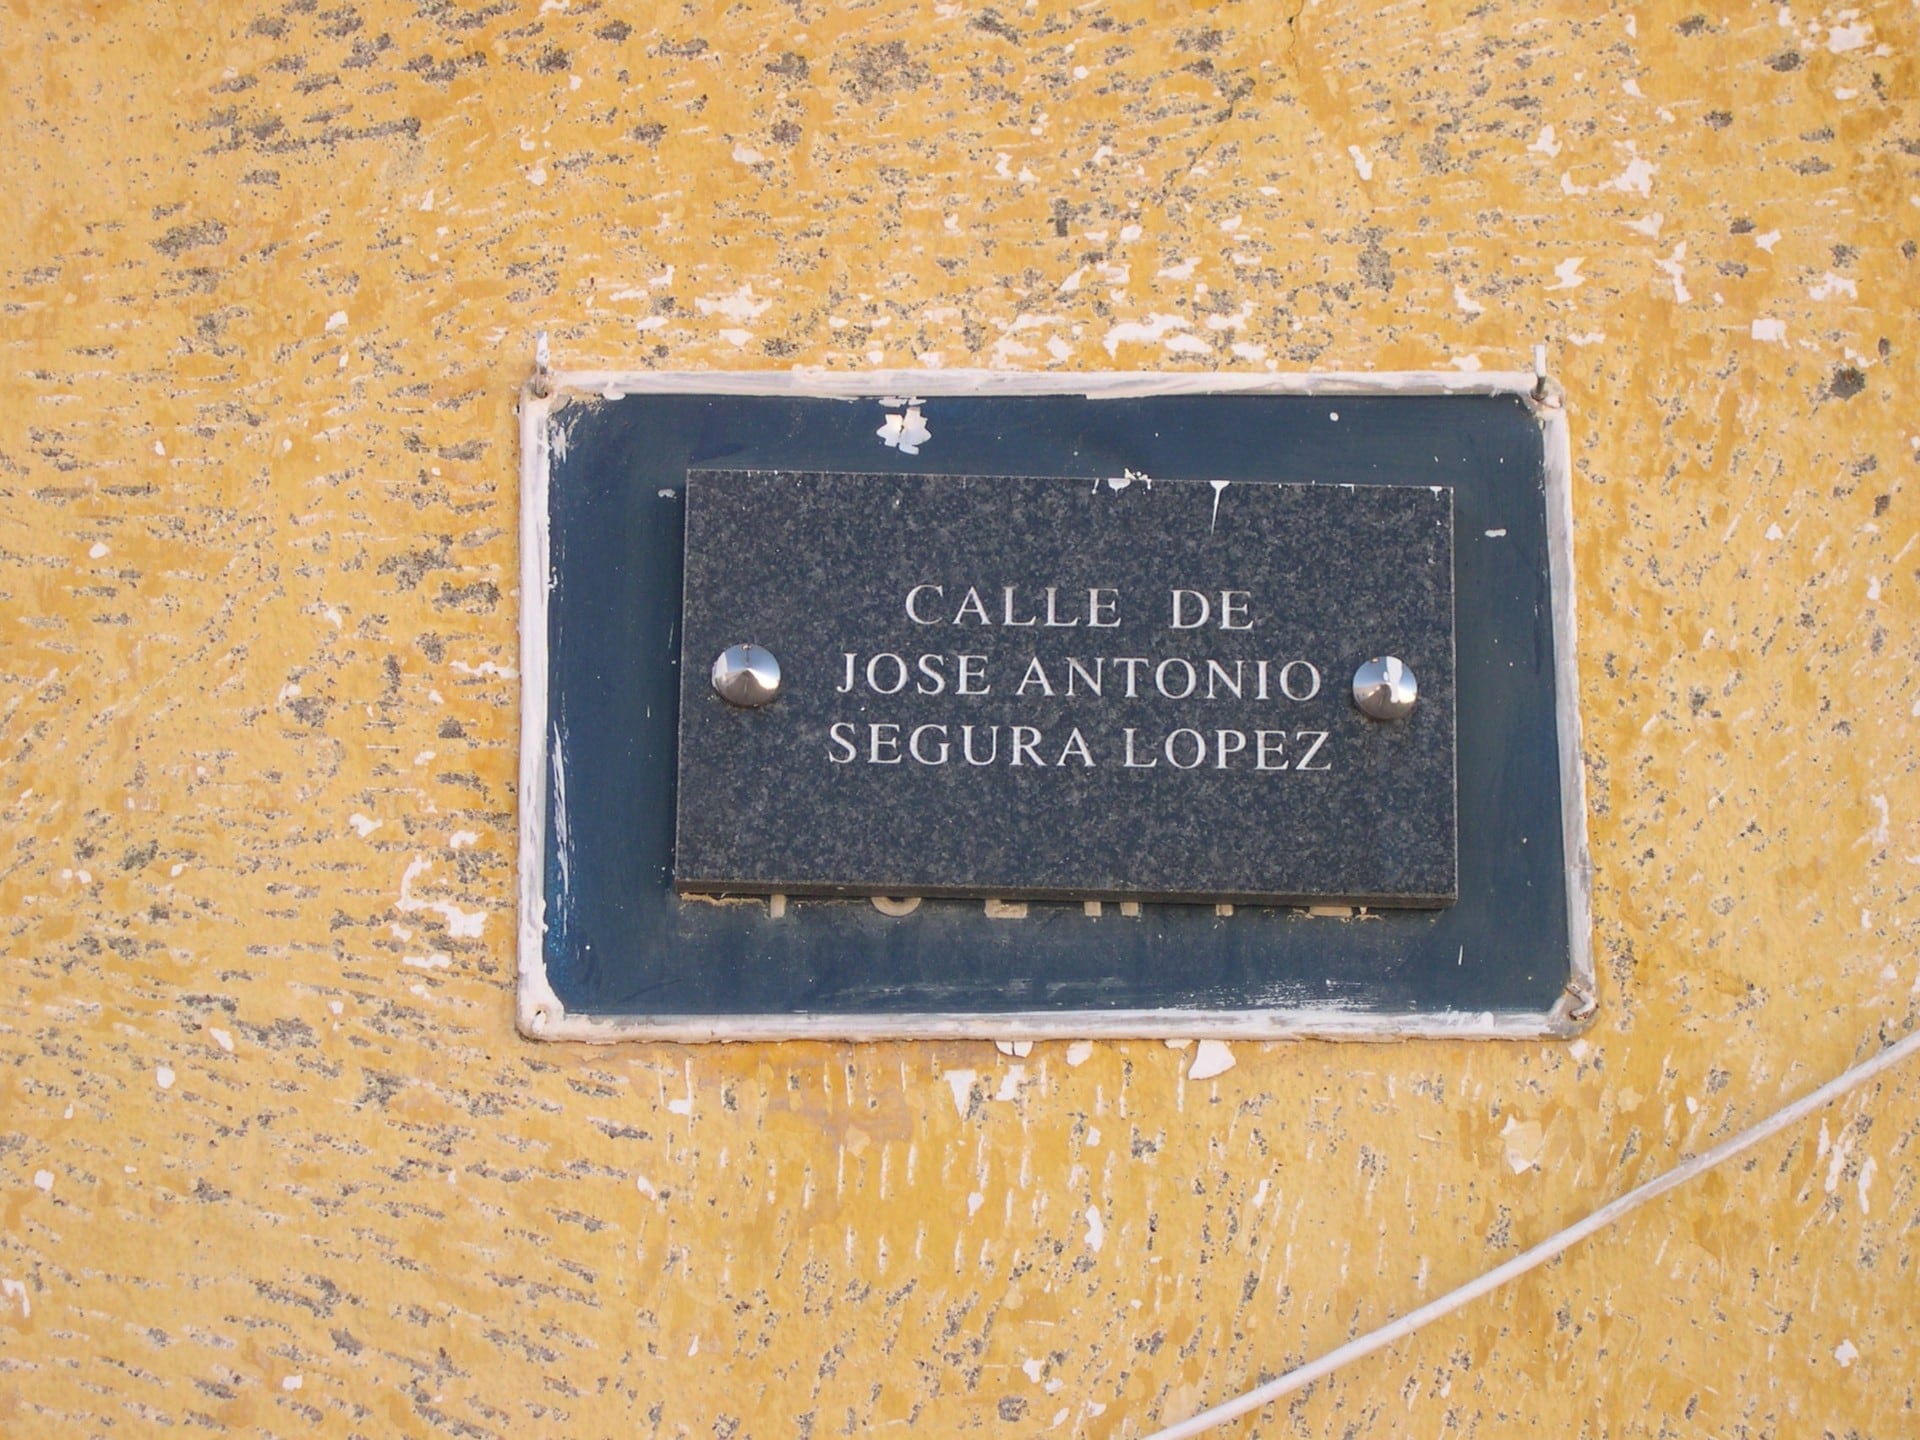 CALLE DE
JOSE ANTONIO
SEGURA LOPEZ